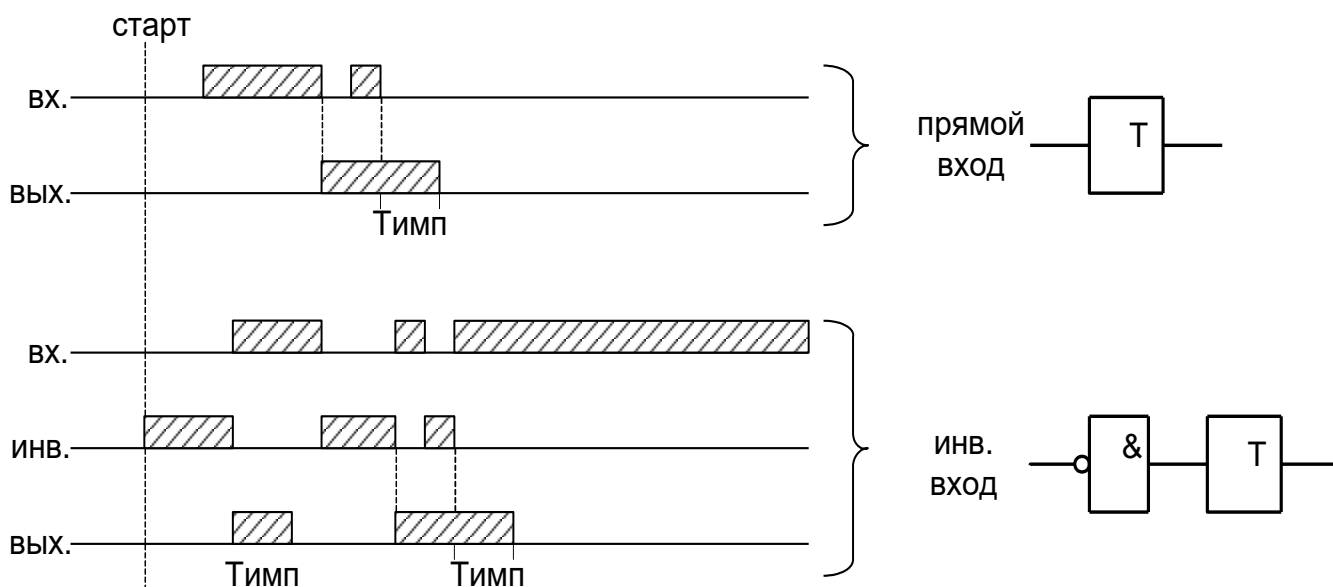 старт
вх.
вых.
Тимп
прямой
вход
T
вх.
инв.
вых.
Тимп
Тимп
инв.
вход
&
T